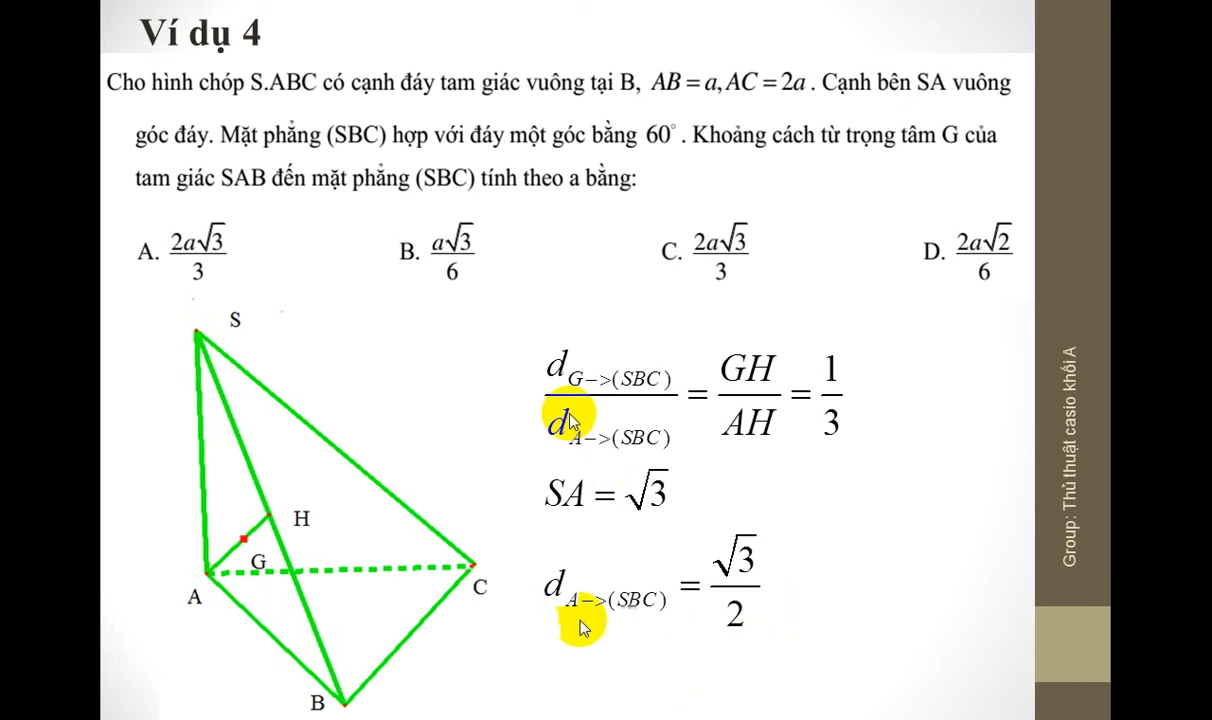 Ví dụ 4
Cho hình chóp S.ABC có cạnh đáy tam giác vuông tại B, AB = a, AC = 2a. Cạnh bên SA vuông
góc đáy. Mặt phẳng (SBC) hợp với đáy một góc bằng 60°. Khoảng cách từ trọng tâm G của
tam giác SAB đến mặt phẳng (SBC) tính theo a bằng:
A. 2a√3/3 B. a√3/6 C. 2a√3/3 D. 2a√2/6
S
H
G
A
C
B
d G->(SBC) / d A->(SBC) = GH/AH = 1/3
SA = √3
d A->(SBC) = √3/2
Group: Thủ thuật casio khối A